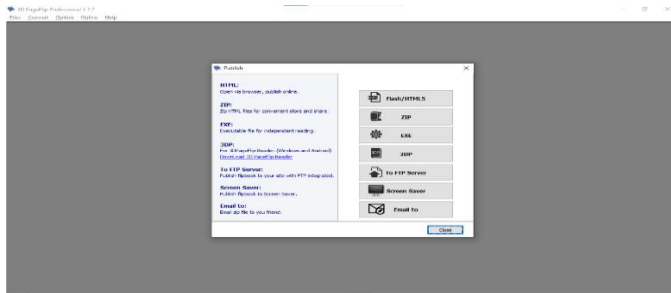 3D PageFlip Professional 1.7.7
Files Convert Options Online Help
Publish
HTML:
Open via browser, publish online.
ZIP:
Zip HTML files for convenient store and share.
EXE:
Executable file for independent reading.
3DP:
For 3DPageFlip Reader. (Windows and Android)
Download 3D PageFlip Reader
To FTP Server:
Publish flipbook to your site with FTP integrated.
Screen Saver:
Publish flipbook to Screen Saver.
Email to:
Email zip file to you friend.
Flash/HTML5
ZIP
EXE
3DP
To FTP Server
Screen Saver
Email to
Close